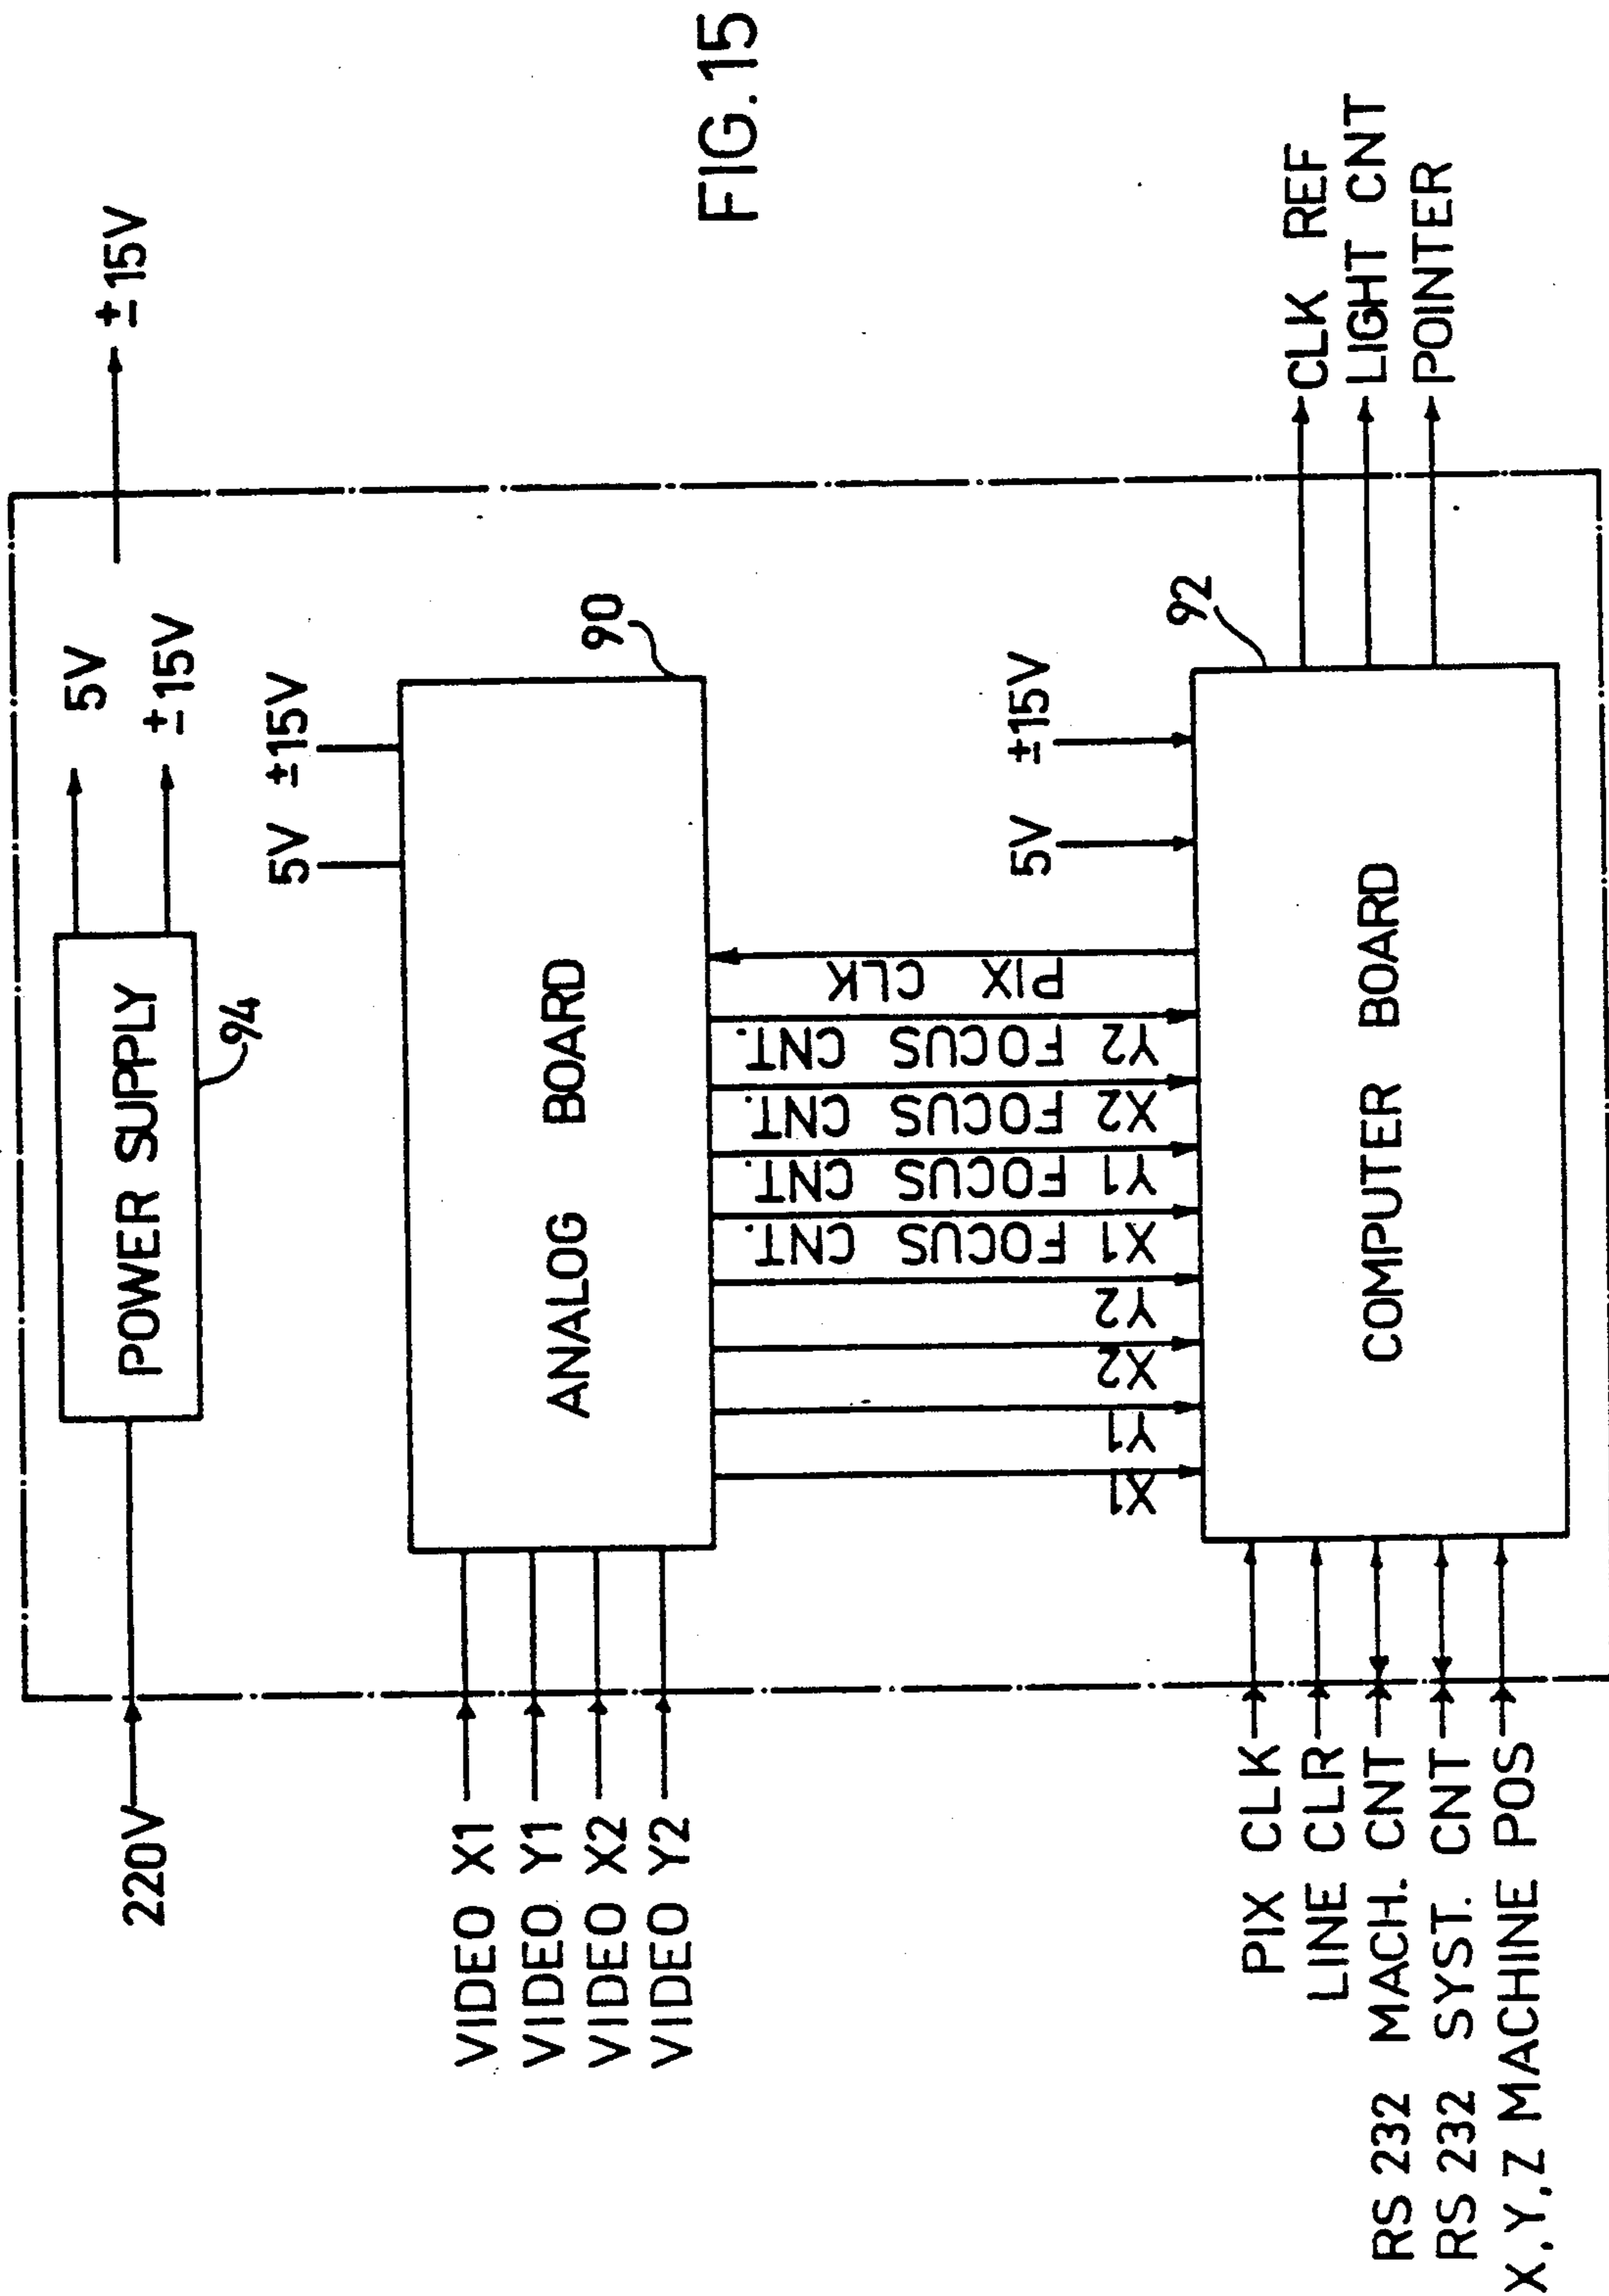 ±15V
5V
±15V
220V
POWER SUPPLY
94
5V ±15V
90
VIDEO X1
VIDEO Y1
VIDEO X2
VIDEO Y2
ANALOG BOARD
FIG.15
X1
Y1
X2
Y2
X1 FOCUS CNT.
Y1 FOCUS CNT.
X2 FOCUS CNT.
Y2 FOCUS CNT.
PIX CLK
5V
±15V
92
PIX CLK
LINE CLR
RS 232 MACH. CNT
RS 232 SYST. CNT
X,Y,Z MACHINE POS
COMPUTER BOARD
CLK REF
LIGHT CNT
POINTER